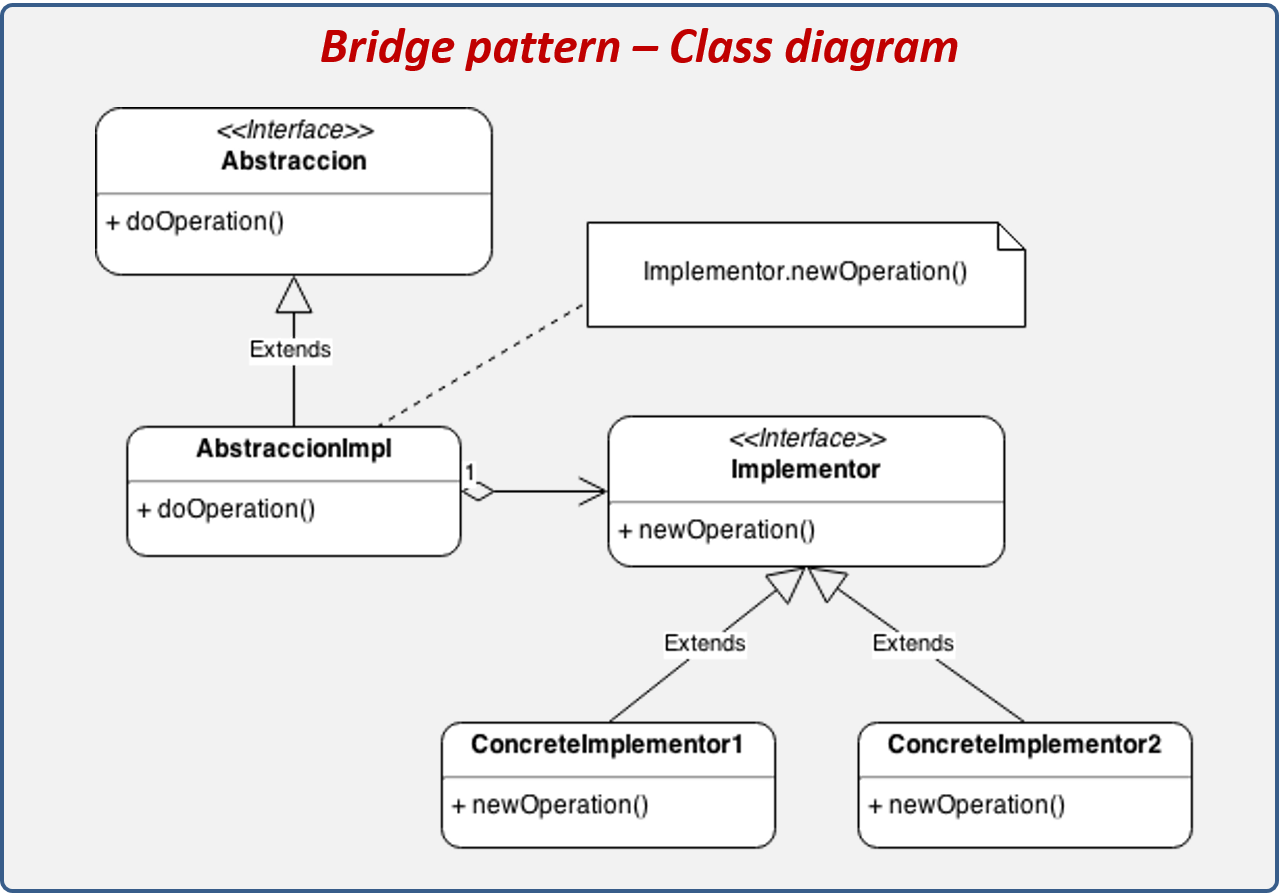 Bridge pattern – Class diagram
<<Interface>>
Abstraccion
+ doOperation()
Implementor.newOperation()
Extends
AbstraccionImpl
+ doOperation()
1
<<Interface>>
Implementor
+ newOperation()
Extends
Extends
ConcreteImplementor1
+ newOperation()
ConcreteImplementor2
+ newOperation()